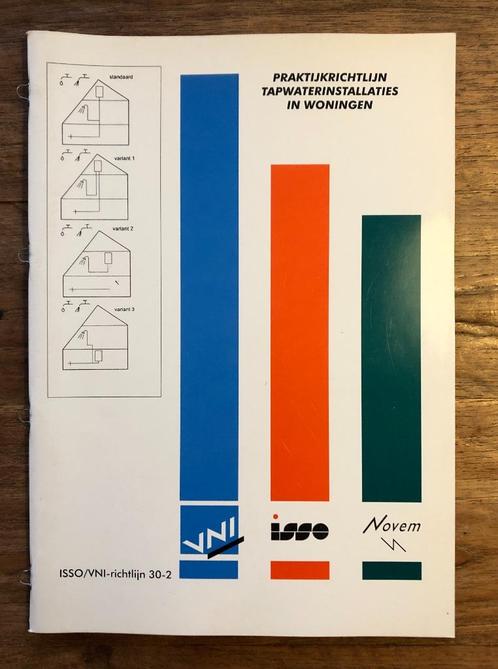 PRAKTIJKRICHTLIJN
TAPWATERINSTALLATIES
IN WONINGEN
standaard
variant 1
variant 2
variant 3
VNI
isso
Novem
ISSO/VNI-richtlijn 30-2